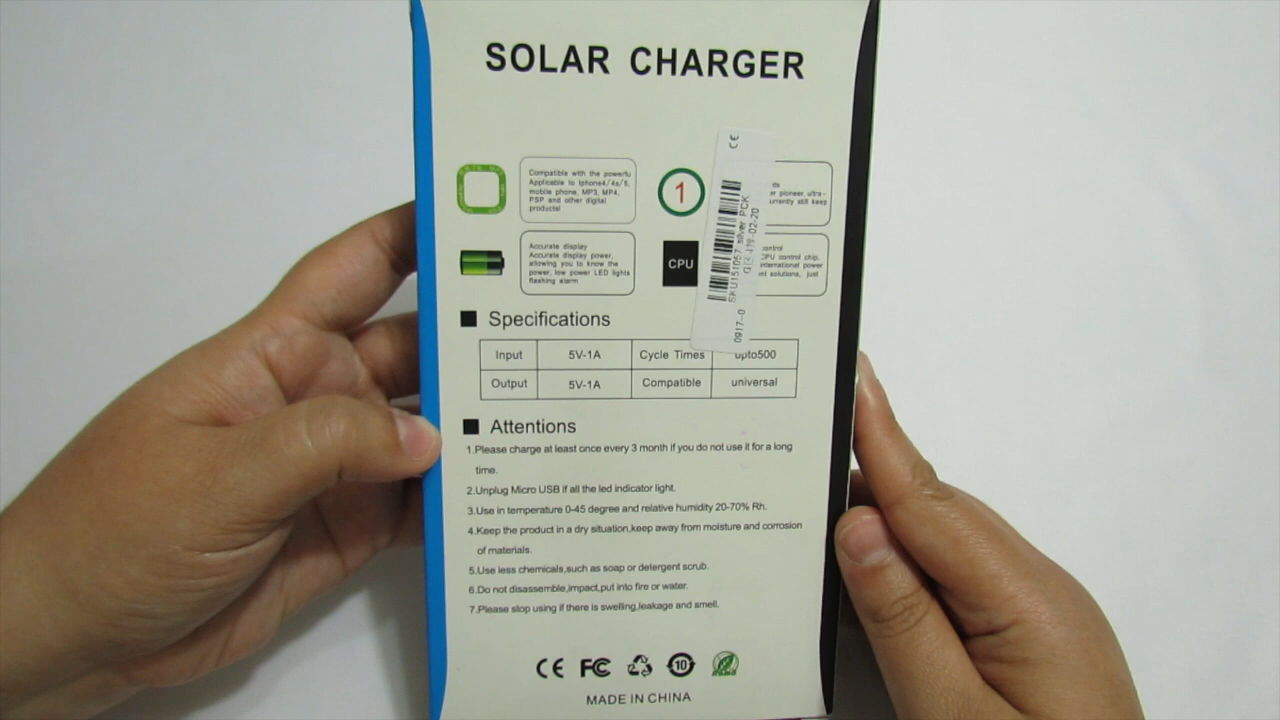 SOLAR CHARGER
Compatible with the powerfu
Applicable to Iphone4/4s/5,
mobile phone, MP3, MP4,
PSP and other digital
products!
1
ds
er pioneer, ultra-
urrently still keep
Accurate display
Accurate display power,
allowing you to know the
power, low power LED lights
flashing alarm
CPU
control
CPU control chip,
international power
nt solutions, just
CE
SKU151057 silver PCK
0917-0
Specifications
Input 5V-1A Cycle Times upto500
Output 5V-1A Compatible universal
Attentions
1.Please charge at least once every 3 month if you do not use it for a long
time.
2.Unplug Micro USB if all the led indicator light.
3.Use in temperature 0-45 degree and relative humidity 20-70% Rh.
4.Keep the product in a dry situation,keep away from moisture and corrosion
of materials.
5.Use less chemicals,such as soap or detergent scrub.
6.Do not disassemble,impact,put into fire or water.
7.Please stop using if there is swelling,leakage and smell.
CE FC 10 RoHS
MADE IN CHINA